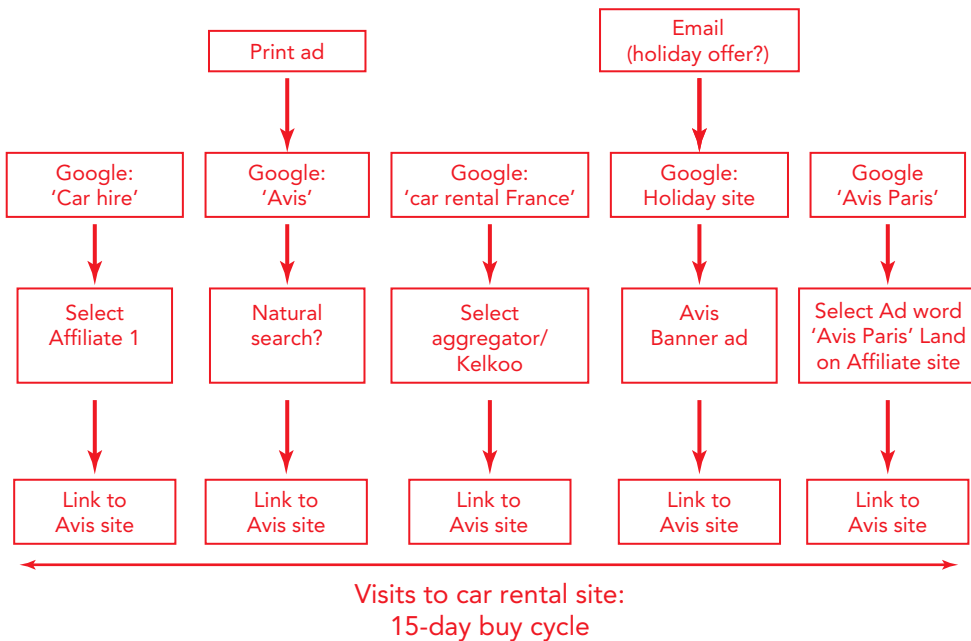 Print ad
Email
(holiday offer?)
Google:
‘Car hire’
Google:
‘Avis’
Google:
‘car rental France’
Google:
Holiday site
Google
‘Avis Paris’
Select
Affiliate 1
Natural
search?
Select
aggregator/
Kelkoo
Avis
Banner ad
Select Ad word
‘Avis Paris’ Land
on Affiliate site
Link to
Avis site
Link to
Avis site
Link to
Avis site
Link to
Avis site
Link to
Avis site
Visits to car rental site:
15-day buy cycle